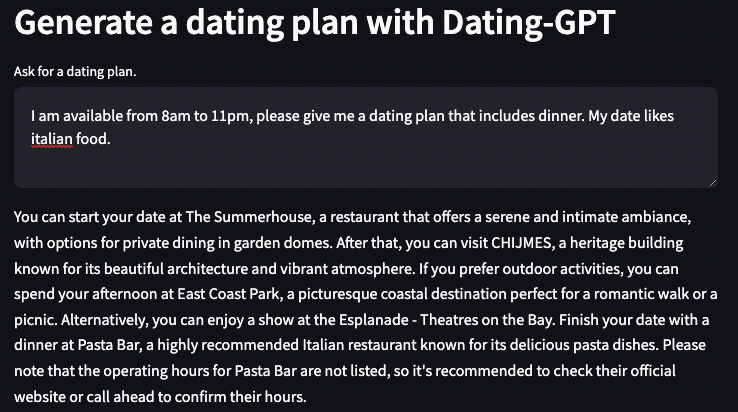 Generate a dating plan with Dating-GPT
Ask for a dating plan.
I am available from 8am to 11pm, please give me a dating plan that includes dinner. My date likes
italian food.
You can start your date at The Summerhouse, a restaurant that offers a serene and intimate ambiance,
with options for private dining in garden domes. After that, you can visit CHIJMES, a heritage building
known for its beautiful architecture and vibrant atmosphere. If you prefer outdoor activities, you can
spend your afternoon at East Coast Park, a picturesque coastal destination perfect for a romantic walk or a
picnic. Alternatively, you can enjoy a show at the Esplanade - Theatres on the Bay. Finish your date with a
dinner at Pasta Bar, a highly recommended Italian restaurant known for its delicious pasta dishes. Please
note that the operating hours for Pasta Bar are not listed, so it's recommended to check their official
website or call ahead to confirm their hours.